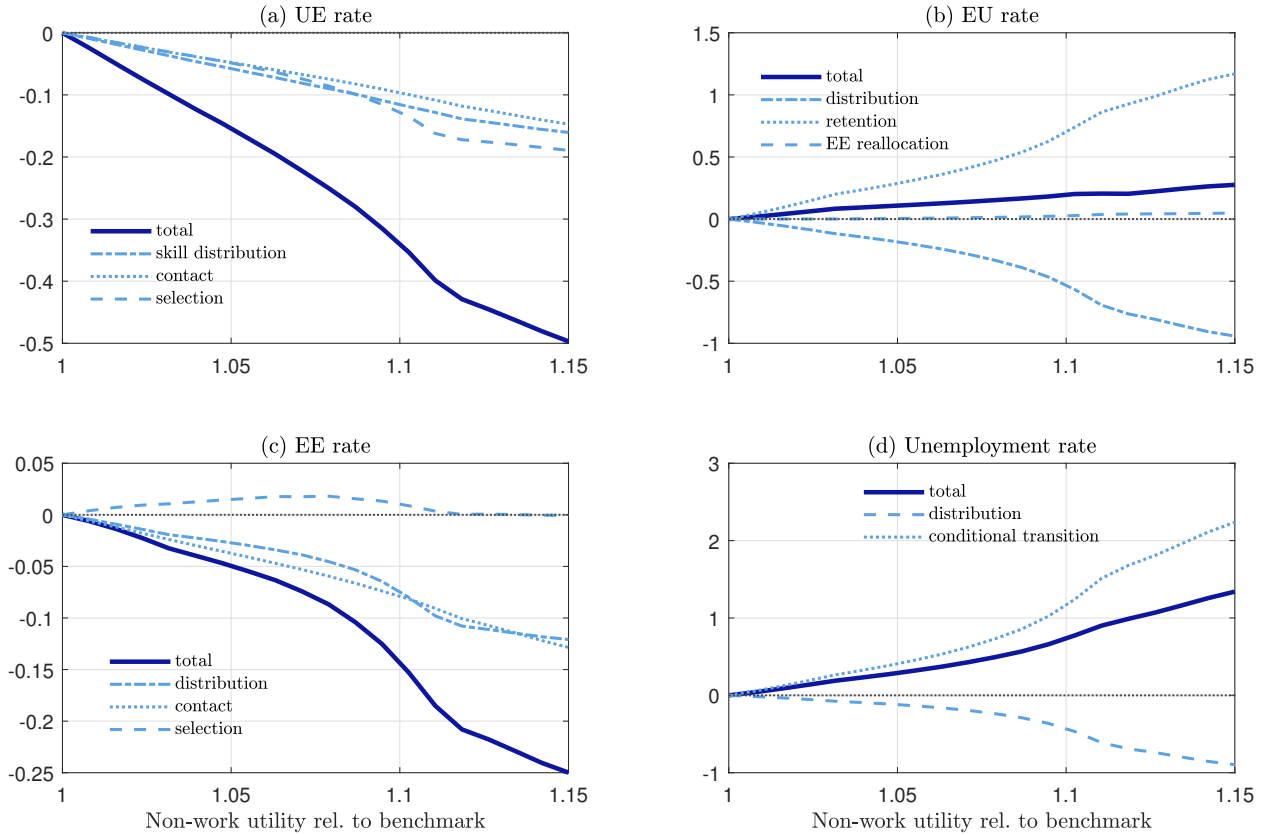 (a) UE rate
0
-0.1
-0.2
-0.3
-0.4
-0.5
1
1.05
1.1
1.15
total
skill distribution
contact
selection
(b) EU rate
1.5
1
0.5
0
-0.5
-1
1
1.05
1.1
1.15
total
distribution
retention
EE reallocation
(c) EE rate
0.05
0
-0.05
-0.1
-0.15
-0.2
-0.25
1
1.05
1.1
1.15
Non-work utility rel. to benchmark
total
distribution
contact
selection
(d) Unemployment rate
3
2
1
0
-1
1
1.05
1.1
1.15
Non-work utility rel. to benchmark
total
distribution
conditional transition